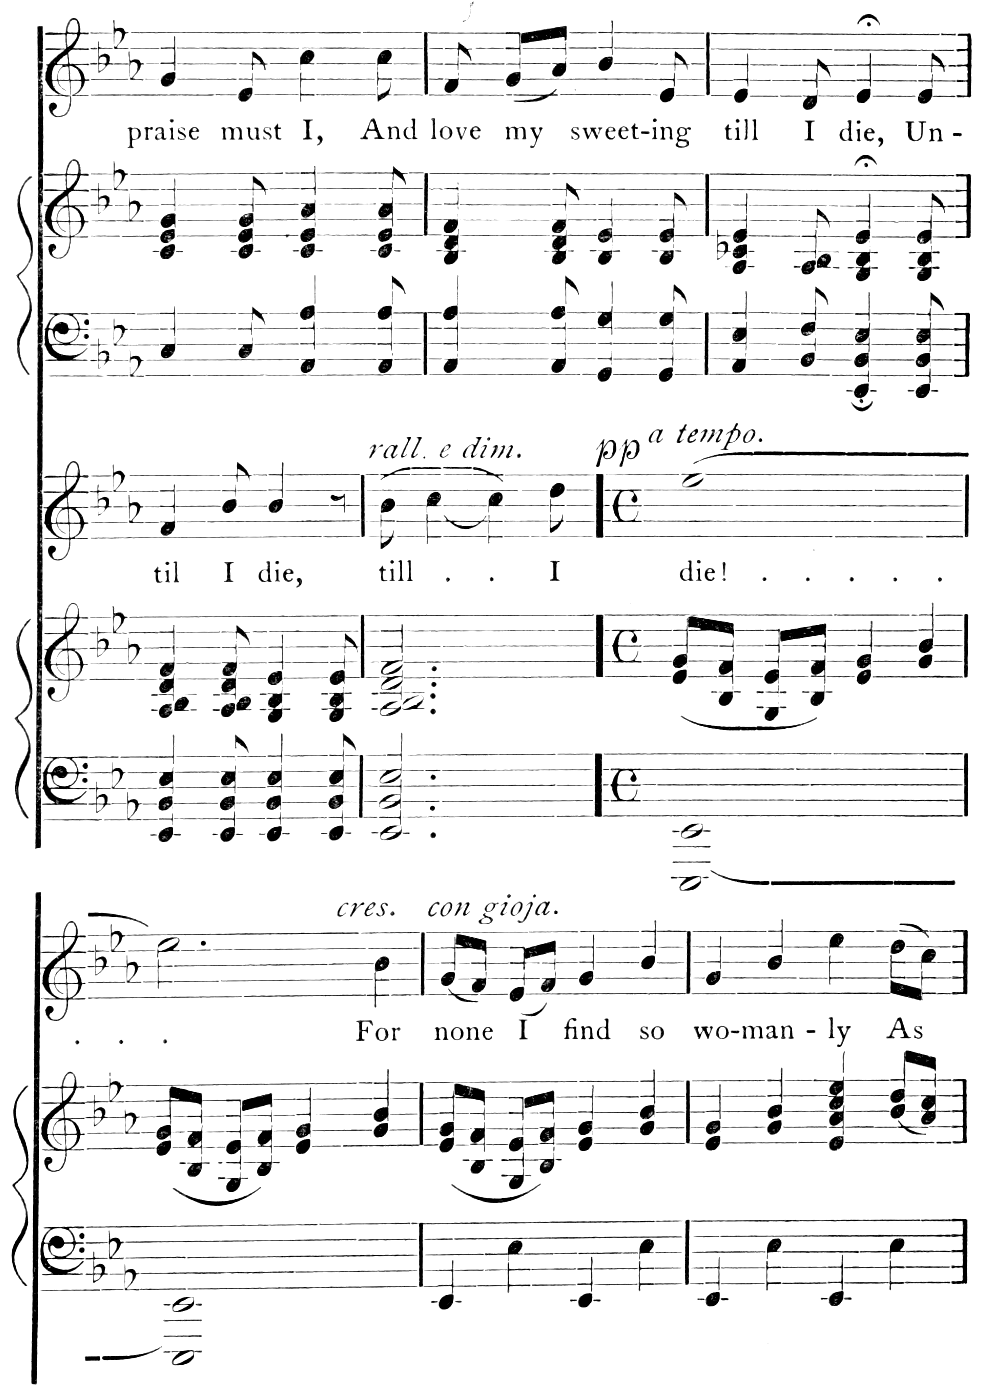 praise must I, And love my sweet-ing till I die, Un-
rall. e dim. pp a tempo.
til I die, till . . I die! . . . . .
cres. con gioja.
. . . For none I find so wo-man-ly As